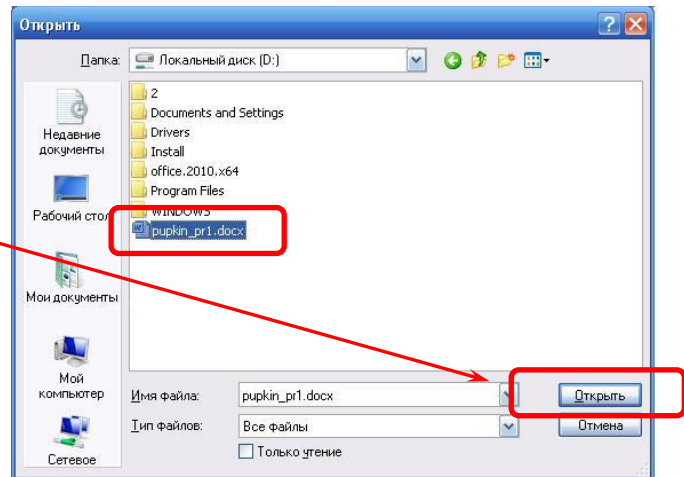 Открыть
Папка:
Локальный диск (D:)
2
Documents and Settings
Drivers
Install
office.2010.x64
Program Files
WINDOWS
pupkin_pr1.docx
Недавние
документы
Рабочий стол
Мои документы
Мой
компьютер
Сетевое
Имя файла:
pupkin_pr1.docx
Открыть
Тип файлов:
Все файлы
Отмена
Только чтение